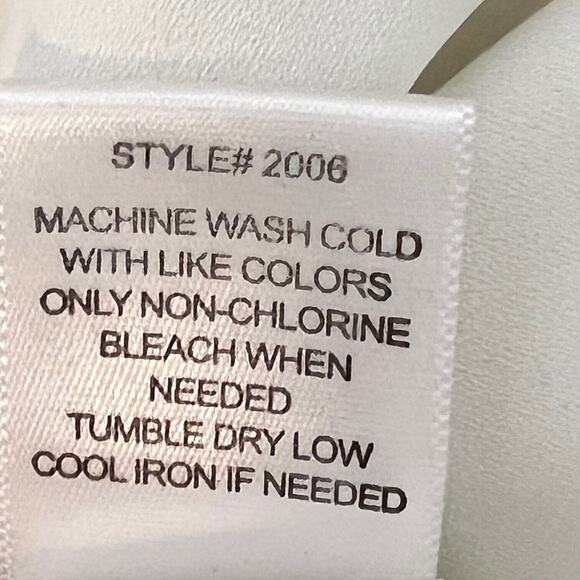 STYLE# 2006
MACHINE WASH COLD
WITH LIKE COLORS
ONLY NON-CHLORINE
BLEACH WHEN
NEEDED
TUMBLE DRY LOW
COOL IRON IF NEEDED